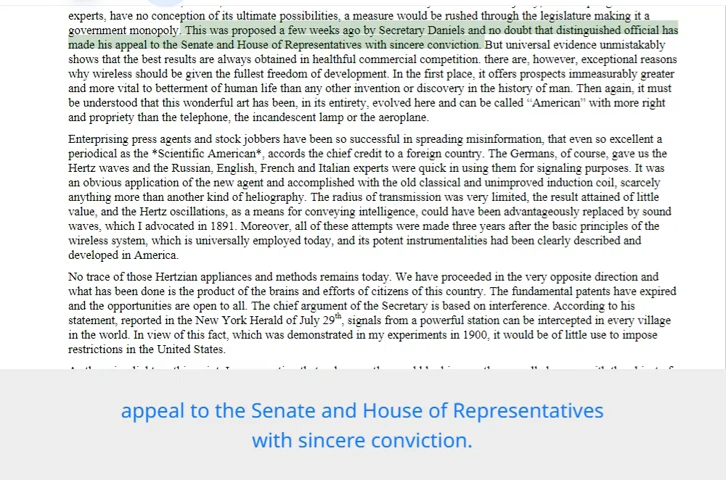 experts, have no conception of its ultimate possibilities, a measure would be rushed through the legislature making it a
government monopoly. This was proposed a few weeks ago by Secretary Daniels and no doubt that distinguished official has
made his appeal to the Senate and House of Representatives with sincere conviction. But universal evidence unmistakably
shows that the best results are always obtained in healthful commercial competition. there are, however, exceptional reasons
why wireless should be given the fullest freedom of development. In the first place, it offers prospects immeasurably greater
and more vital to betterment of human life than any other invention or discovery in the history of man. Then again, it must
be understood that this wonderful art has been, in its entirety, evolved here and can be called “American” with more right
and propriety than the telephone, the incandescent lamp or the aeroplane.
Enterprising press agents and stock jobbers have been so successful in spreading misinformation, that even so excellent a
periodical as the *Scientific American*, accords the chief credit to a foreign country. The Germans, of course, gave us the
Hertz waves and the Russian, English, French and Italian experts were quick in using them for signaling purposes. It was
an obvious application of the new agent and accomplished with the old classical and unimproved induction coil, scarcely
anything more than another kind of heliography. The radius of transmission was very limited, the result attained of little
value, and the Hertz oscillations, as a means for conveying intelligence, could have been advantageously replaced by sound
waves, which I advocated in 1891. Moreover, all of these attempts were made three years after the basic principles of the
wireless system, which is universally employed today, and its potent instrumentalities had been clearly described and
developed in America.
No trace of those Hertzian appliances and methods remains today. We have proceeded in the very opposite direction and
what has been done is the product of the brains and efforts of citizens of this country. The fundamental patents have expired
and the opportunities are open to all. The chief argument of the Secretary is based on interference. According to his
statement, reported in the New York Herald of July 29th, signals from a powerful station can be intercepted in every village
in the world. In view of this fact, which was demonstrated in my experiments in 1900, it would be of little use to impose
restrictions in the United States.
appeal to the Senate and House of Representatives
with sincere conviction.